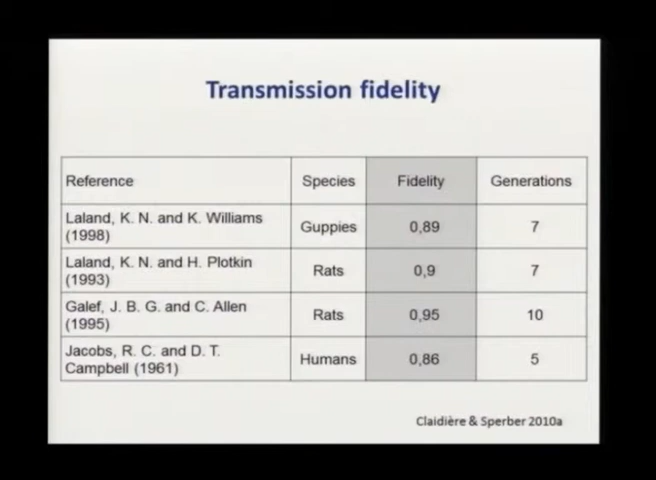 Transmission fidelity
Reference Species Fidelity Generations
Laland, K. N. and K. Williams
(1998) Guppies 0,89 7
Laland, K. N. and H. Plotkin
(1993) Rats 0,9 7
Galef, J. B. G. and C. Allen
(1995) Rats 0,95 10
Jacobs, R. C. and D. T.
Campbell (1961) Humans 0,86 5
Claidière & Sperber 2010a